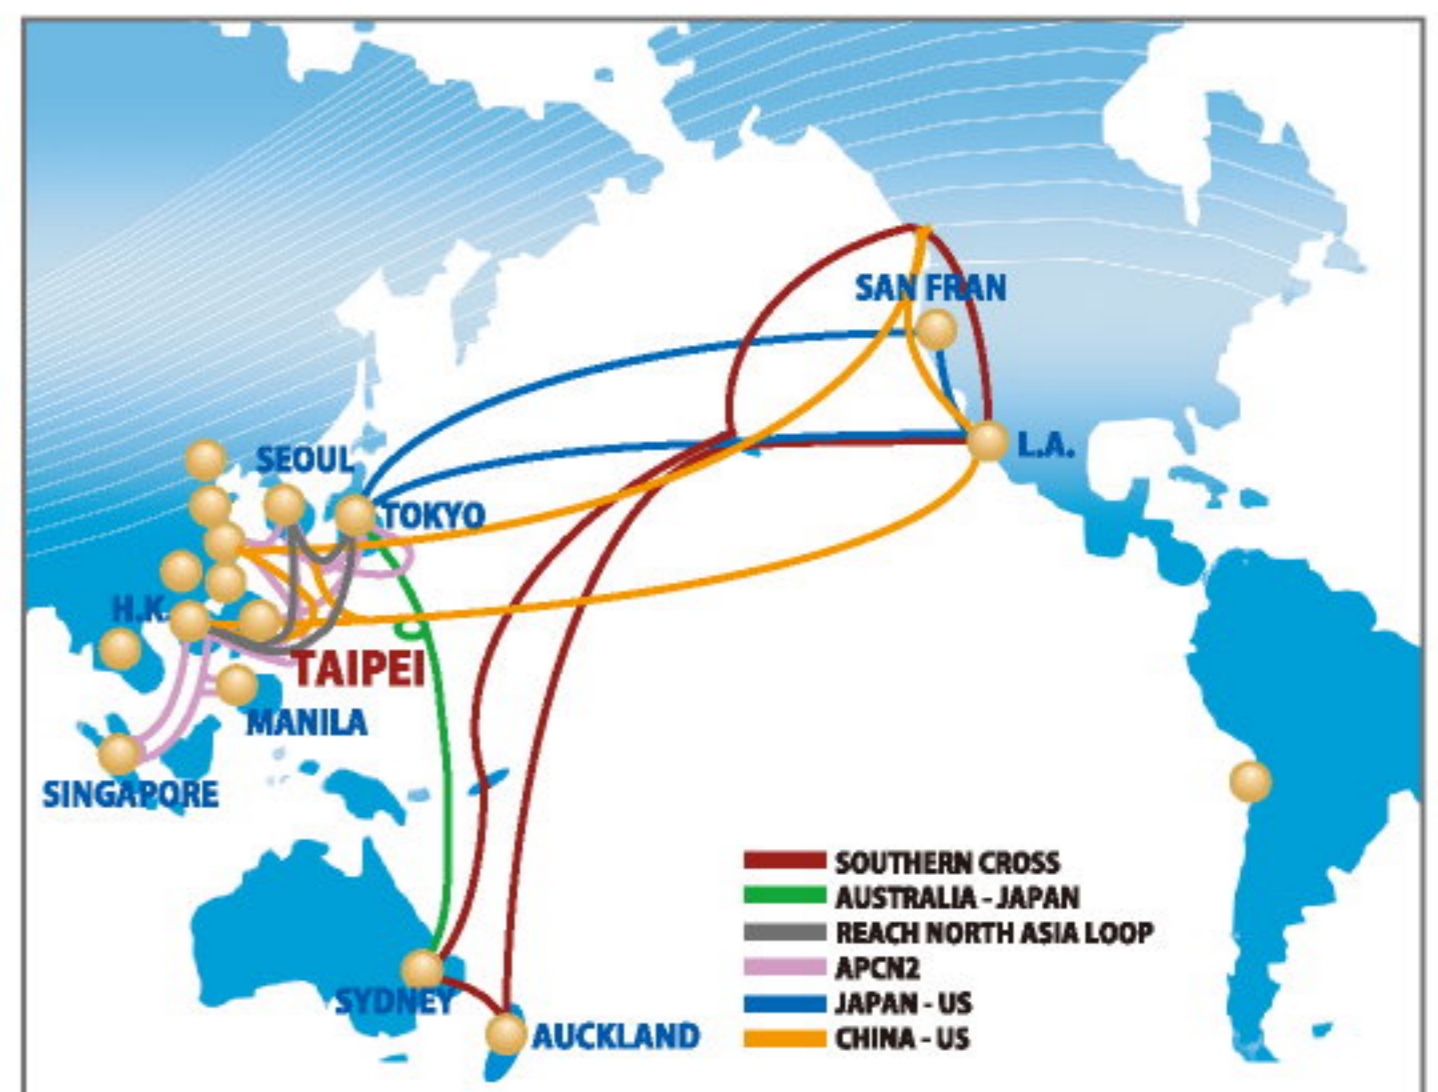 SAN FRAN
L.A.
SEOUL
TOKYO
H.K.
TAIPEI
MANILA
SINGAPORE
SOUTHERN CROSS
AUSTRALIA - JAPAN
REACH NORTH ASIA LOOP
APCN2
JAPAN - US
CHINA - US
SYDNEY
AUCKLAND